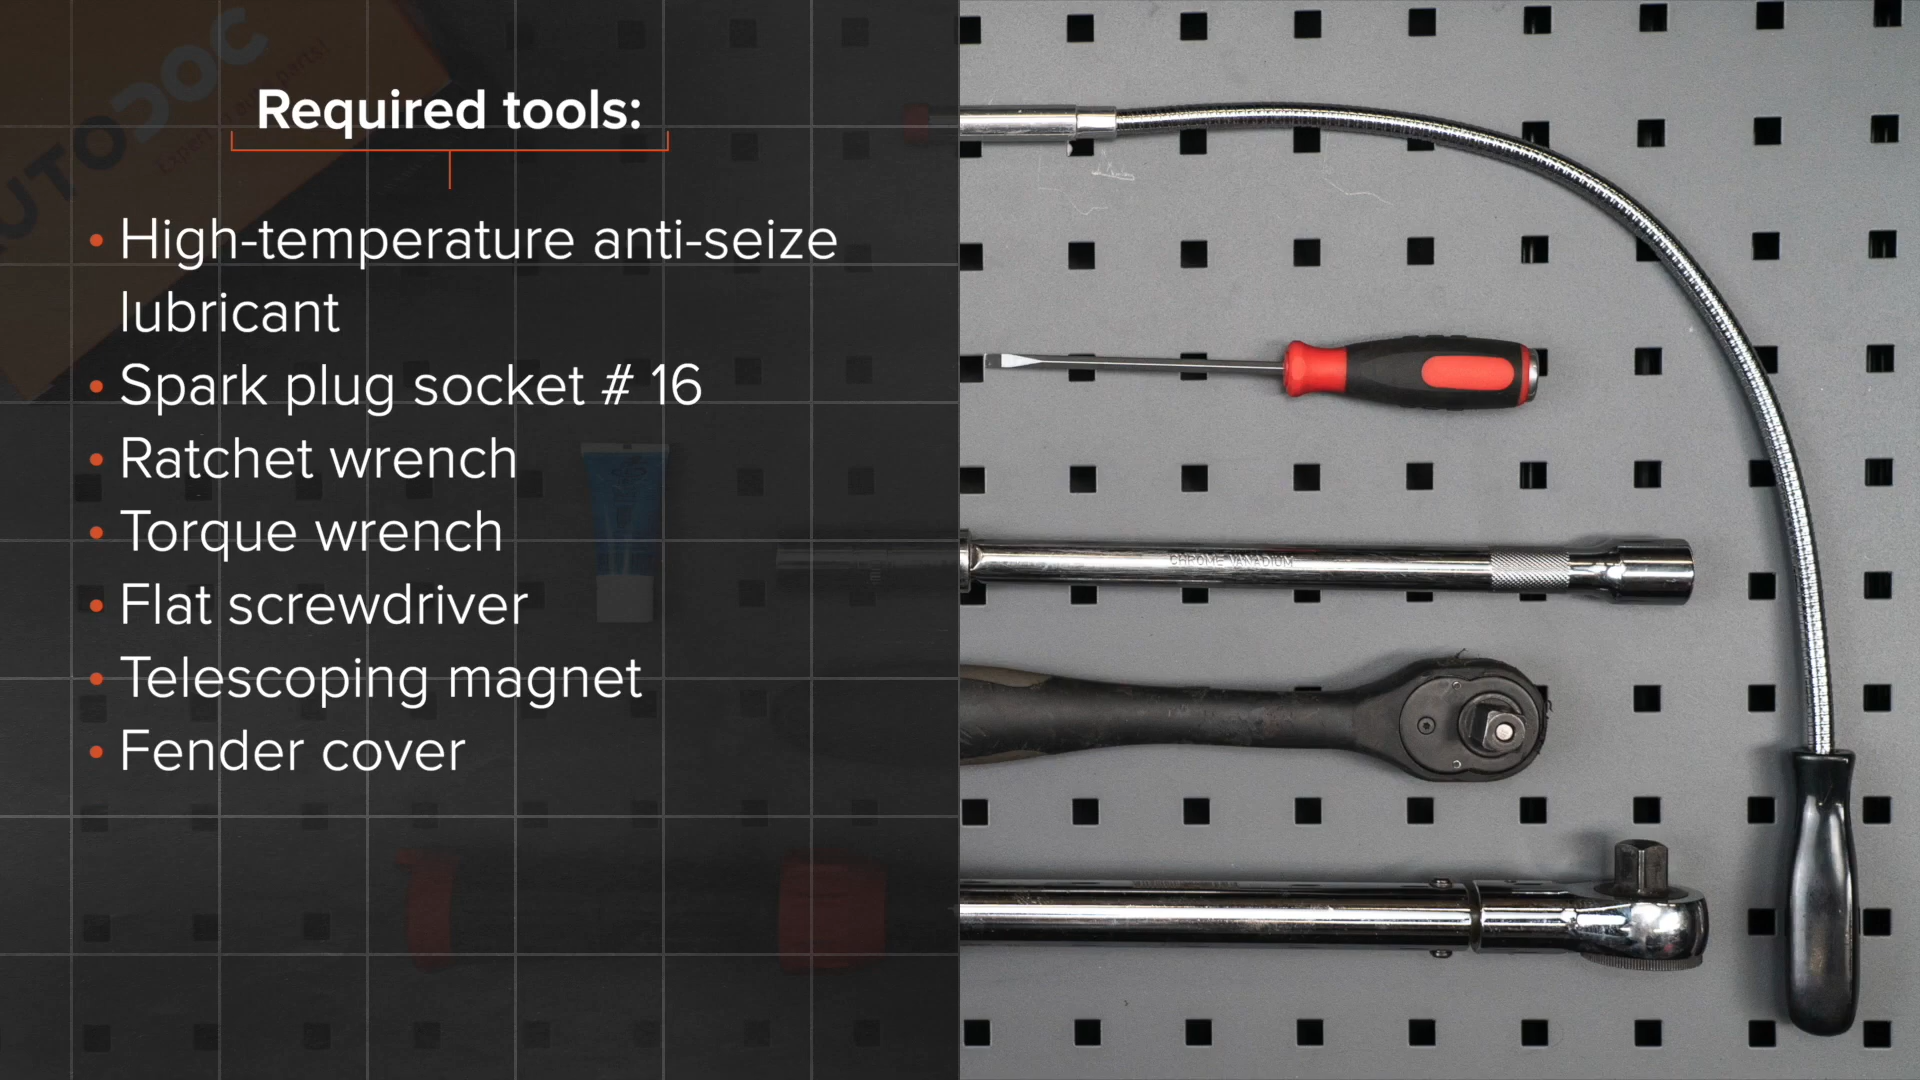 AUTODOC
Required tools:
• High-temperature anti-seize
lubricant
• Spark plug socket # 16
• Ratchet wrench
• Torque wrench
• Flat screwdriver
• Telescoping magnet
• Fender cover
CHROME VANADIUM